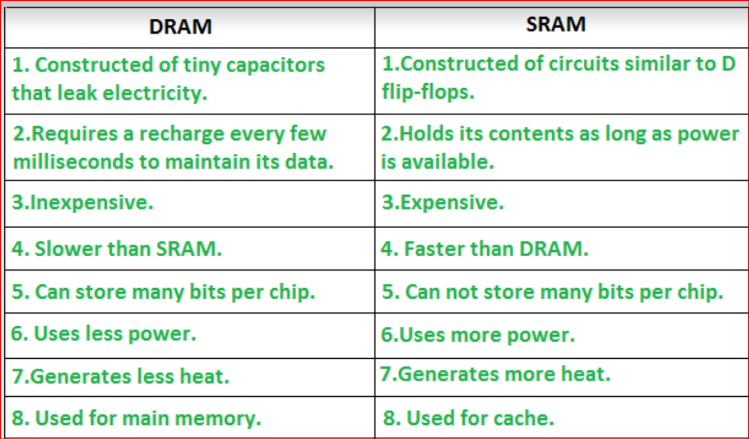 DRAM
SRAM
1. Constructed of tiny capacitors
that leak electricity.
1.Constructed of circuits similar to D
flip-flops.
2.Requires a recharge every few
milliseconds to maintain its data.
2.Holds its contents as long as power
is available.
3.Inexpensive.
3.Expensive.
4. Slower than SRAM.
4. Faster than DRAM.
5. Can store many bits per chip.
5. Can not store many bits per chip.
6. Uses less power.
6.Uses more power.
7.Generates less heat.
7.Generates more heat.
8. Used for main memory.
8. Used for cache.